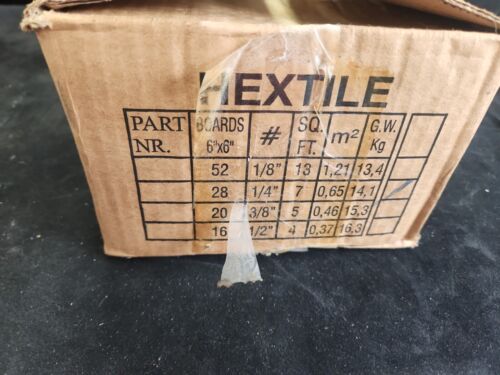 HEXTILE
PART NR. BOARDS 6"x6" # SQ. FT. m² G.W. Kg
52 1/8" 13 1,21 13,4
28 1/4" 7 0,65 14,1
20 3/8" 5 0,46 15,3
16 1/2" 4 0,37 16,3